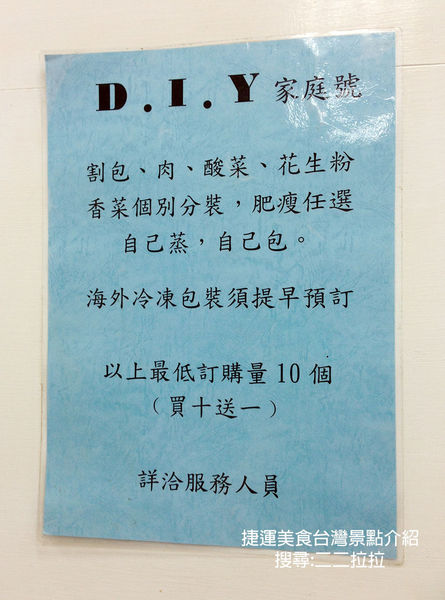 D.I.Y 家庭號
割包、肉、酸菜、花生粉
香菜個別分裝，肥瘦任選
自己蒸，自己包。
海外冷凍包裝須提早預訂
以上最低訂購量10個
（買十送一）
詳洽服務人員
捷運美食台灣景點介紹
搜尋:二二拉拉